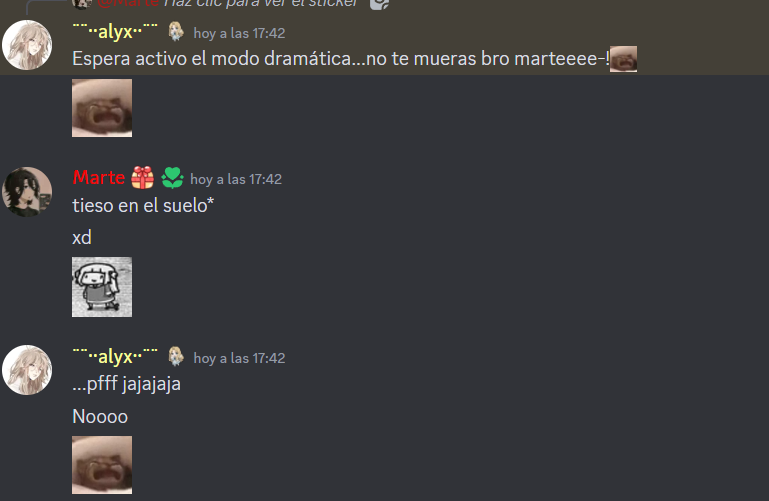 @Marte Haz clic para ver el sticker
¨¨··alyx··¨¨ hoy a las 17:42
Espera activo el modo dramática...no te mueras bro marteeee-!
Marte hoy a las 17:42
tieso en el suelo*
xd
¨¨··alyx··¨¨ hoy a las 17:42
...pfff jajajaja
Noooo